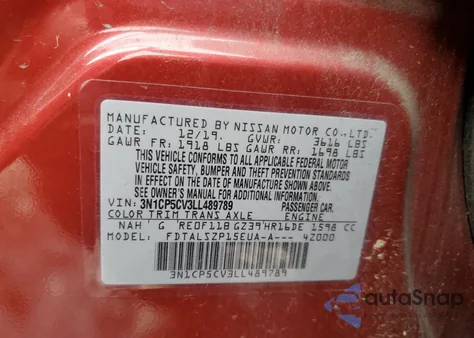 MANUFACTURED BY NISSAN MOTOR CO.,LTD.
DATE: 12/19. GVWR: 3616 LBS
GAWR FR: 1918 LBS GAWR RR: 1698 LBS
THIS VEHICLE CONFORMS TO ALL APPLICABLE FEDERAL MOTOR
VEHICLE SAFETY, BUMPER AND THEFT PREVENTION STANDARDS
IN EFFECT ON THE DATE OF MANUFACTURE SHOWN ABOVE.
SEE OWNER'S MANUAL FOR ADDITIONAL INFORMATION.
VIN: 3N1CP5CV3LL489789 PASSENGER CAR
COLOR TRIM TRANS AXLE ENGINE
NAH G RE0F11B GZ39 HR16DE 1598 CC
MODEL: FDTALSZP15EUA-A--- 42000
3N1CP5CV3LL489789
autoSnap